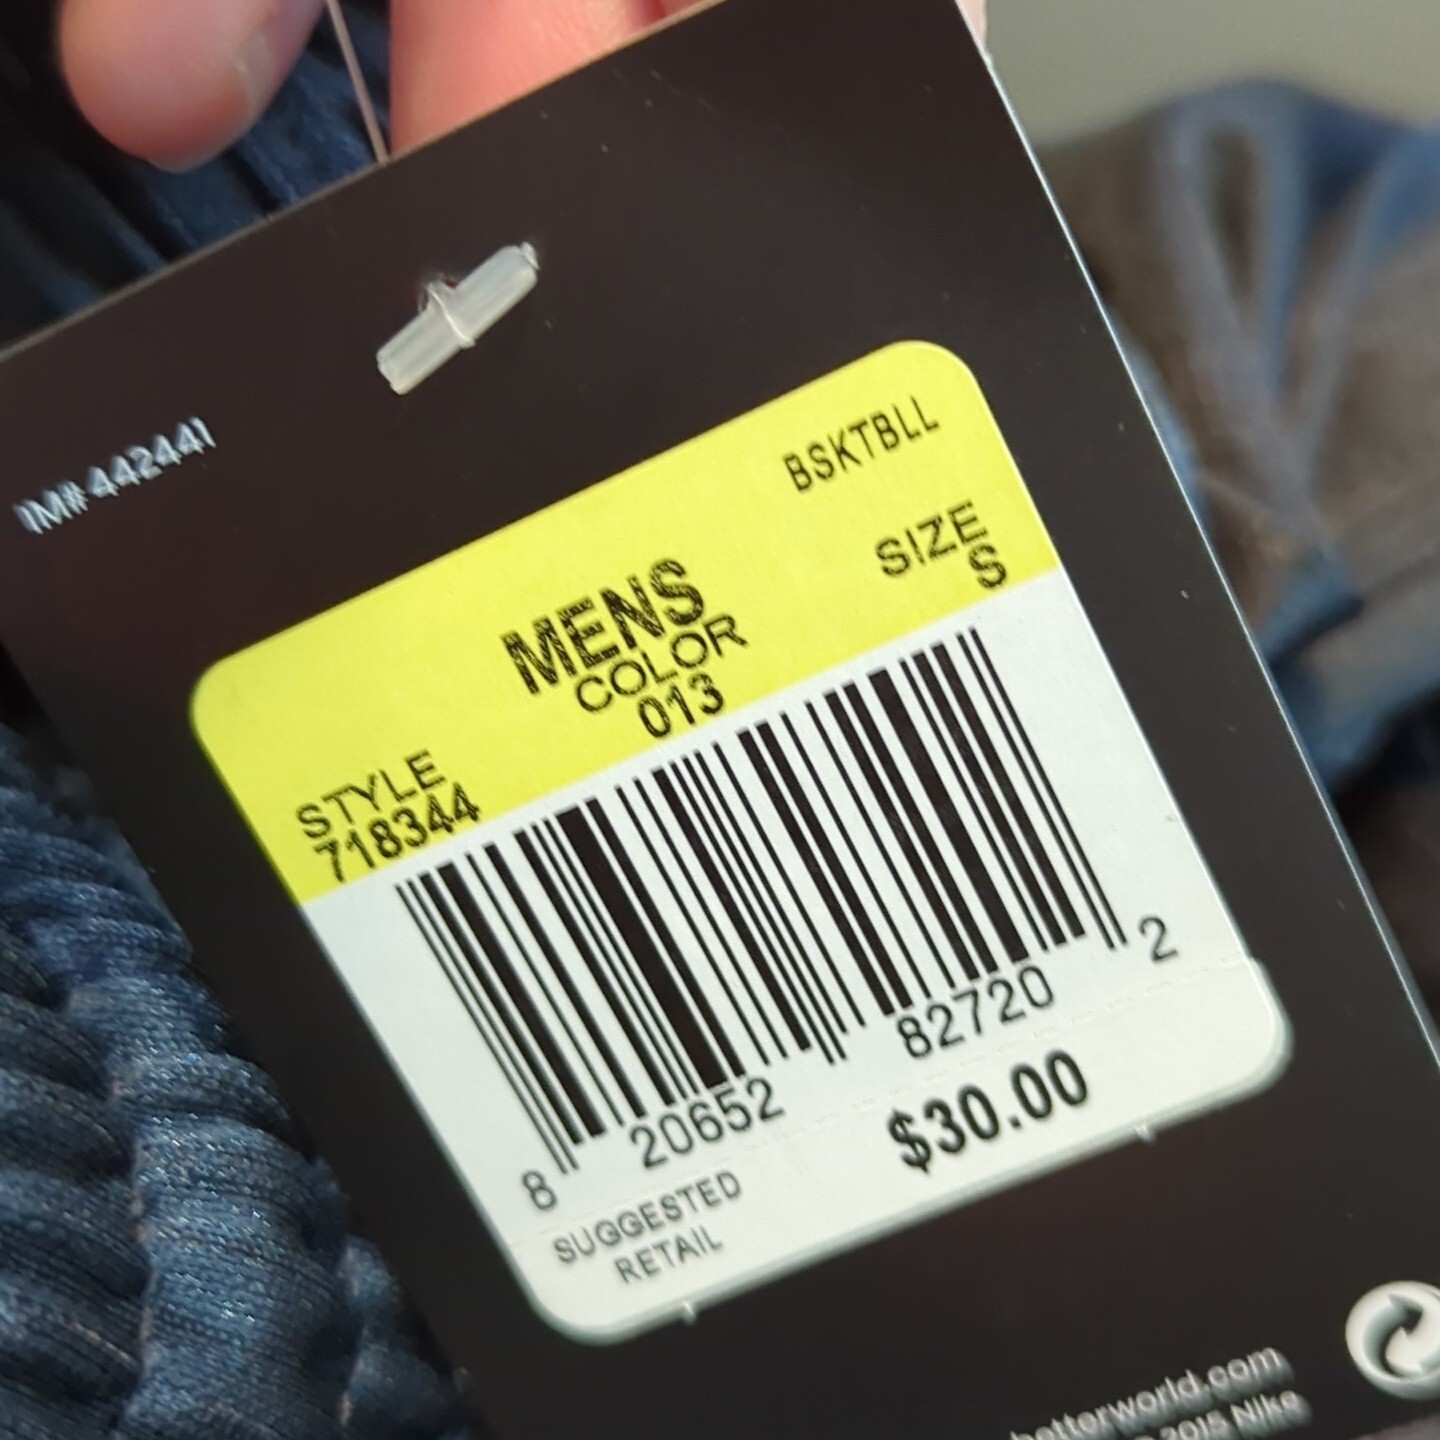 IM# 442441
BSKTBLL
MENS
SIZE
S
COLOR
013
STYLE
718344
8 20652 82720 2
SUGGESTED
RETAIL
$30.00
betterworld.com
©2015 Nike